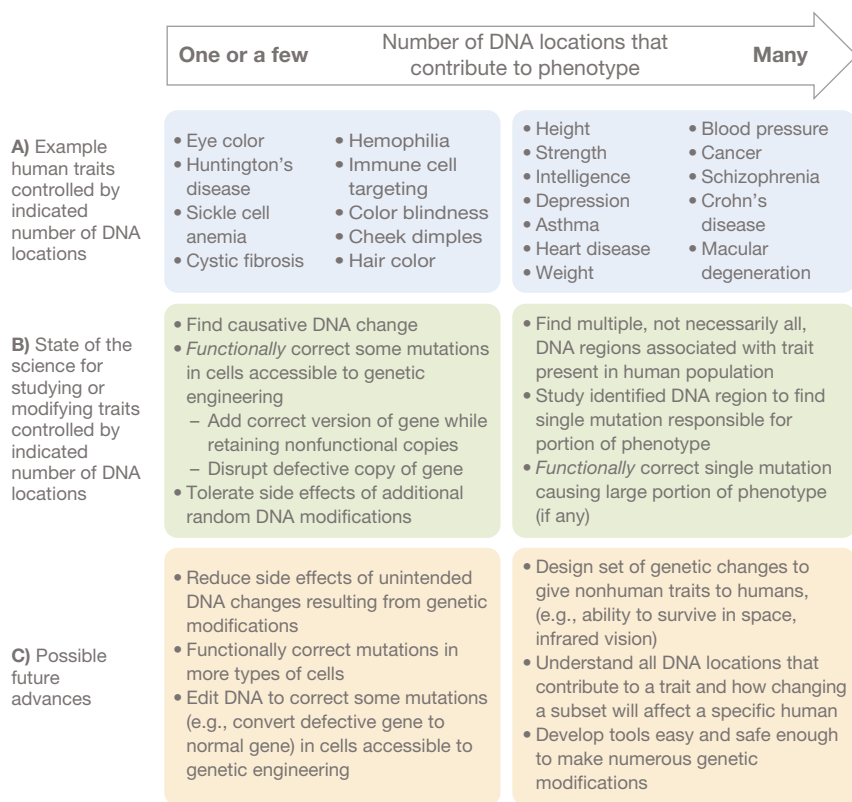 One or a few
Number of DNA locations that
contribute to phenotype
Many
A) Example
human traits
controlled by
indicated
number of DNA
locations
• Eye color
• Huntington's
disease
• Sickle cell
anemia
• Cystic fibrosis
• Hemophilia
• Immune cell
targeting
• Color blindness
• Cheek dimples
• Hair color
• Height
• Strength
• Intelligence
• Depression
• Asthma
• Heart disease
• Weight
• Blood pressure
• Cancer
• Schizophrenia
• Crohn's
disease
• Macular
degeneration
B) State of the
science for
studying or
modifying traits
controlled by
indicated
number of DNA
locations
• Find causative DNA change
• Functionally correct some mutations
in cells accessible to genetic
engineering
– Add correct version of gene while
retaining nonfunctional copies
– Disrupt defective copy of gene
• Tolerate side effects of additional
random DNA modifications
• Find multiple, not necessarily all,
DNA regions associated with trait
present in human population
• Study identified DNA region to find
single mutation responsible for
portion of phenotype
• Functionally correct single mutation
causing large portion of phenotype
(if any)
C) Possible
future
advances
• Reduce side effects of unintended
DNA changes resulting from genetic
modifications
• Functionally correct mutations in
more types of cells
• Edit DNA to correct some mutations
(e.g., convert defective gene to
normal gene) in cells accessible to
genetic engineering
• Design set of genetic changes to
give nonhuman traits to humans,
(e.g., ability to survive in space,
infrared vision)
• Understand all DNA locations that
contribute to a trait and how changing
a subset will affect a specific human
• Develop tools easy and safe enough
to make numerous genetic
modifications